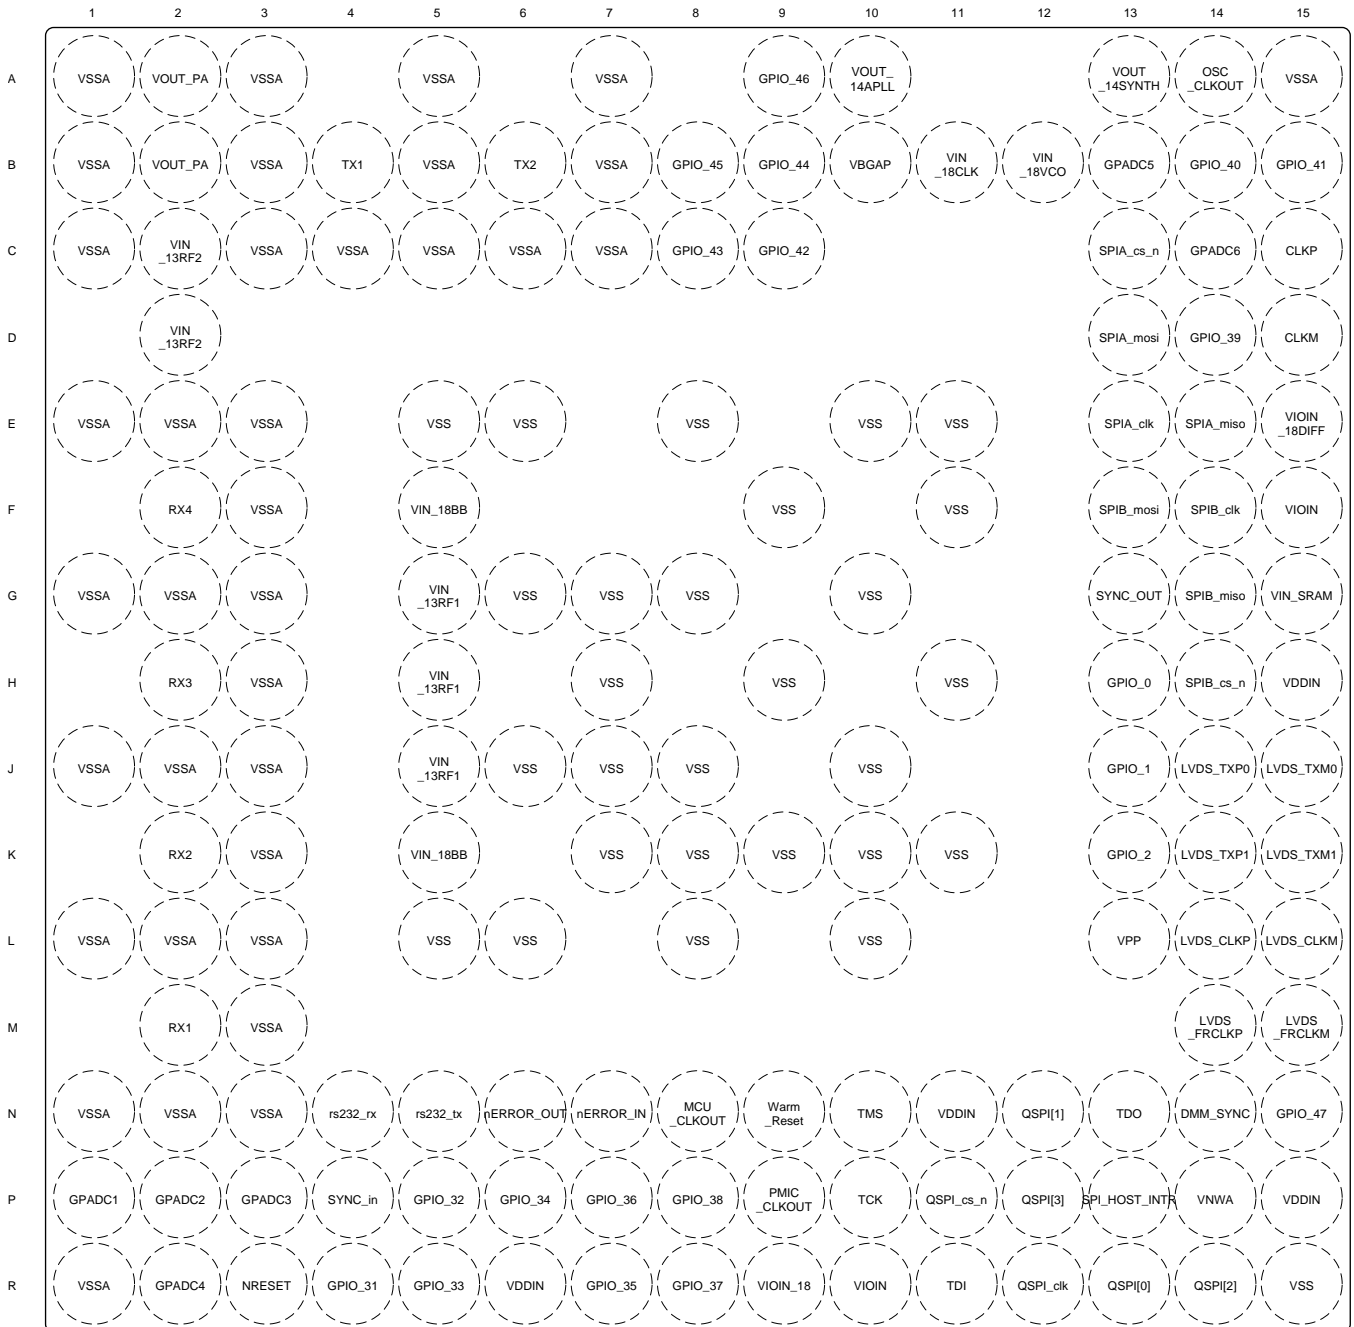 1 2 3 4 5 6 7 8 9 10 11 12 13 14 15
A VSSA VOUT_PA VSSA VSSA VSSA GPIO_46 VOUT_ 14APLL VOUT _14SYNTH OSC _CLKOUT VSSA
B VSSA VOUT_PA VSSA TX1 VSSA TX2 VSSA GPIO_45 GPIO_44 VBGAP VIN _18CLK VIN _18VCO GPADC5 GPIO_40 GPIO_41
C VSSA VIN _13RF2 VSSA VSSA VSSA VSSA VSSA GPIO_43 GPIO_42 SPIA_cs_n GPADC6 CLKP
D VIN _13RF2 SPIA_mosi GPIO_39 CLKM
E VSSA VSSA VSSA VSS VSS VSS VSS VSS SPIA_clk SPIA_miso VIOIN _18DIFF
F RX4 VSSA VIN_18BB VSS VSS SPIB_mosi SPIB_clk VIOIN
G VSSA VSSA VSSA VIN _13RF1 VSS VSS VSS VSS SYNC_OUT SPIB_miso VIN_SRAM
H RX3 VSSA VIN _13RF1 VSS VSS VSS GPIO_0 SPIB_cs_n VDDIN
J VSSA VSSA VSSA VIN _13RF1 VSS VSS VSS VSS GPIO_1 LVDS_TXP0 LVDS_TXM0
K RX2 VSSA VIN_18BB VSS VSS VSS VSS VSS GPIO_2 LVDS_TXP1 LVDS_TXM1
L VSSA VSSA VSSA VSS VSS VSS VSS VPP LVDS_CLKP LVDS_CLKM
M RX1 VSSA LVDS _FRCLKP LVDS _FRCLKM
N VSSA VSSA VSSA rs232_rx rs232_tx nERROR_OUT nERROR_IN MCU _CLKOUT Warm _Reset TMS VDDIN QSPI[1] TDO DMM_SYNC GPIO_47
P GPADC1 GPADC2 GPADC3 SYNC_in GPIO_32 GPIO_34 GPIO_36 GPIO_38 PMIC _CLKOUT TCK QSPI_cs_n QSPI[3] SPI_HOST_INTR VNWA VDDIN
R VSSA GPADC4 NRESET GPIO_31 GPIO_33 VDDIN GPIO_35 GPIO_37 VIOIN_18 VIOIN TDI QSPI_clk QSPI[0] QSPI[2] VSS